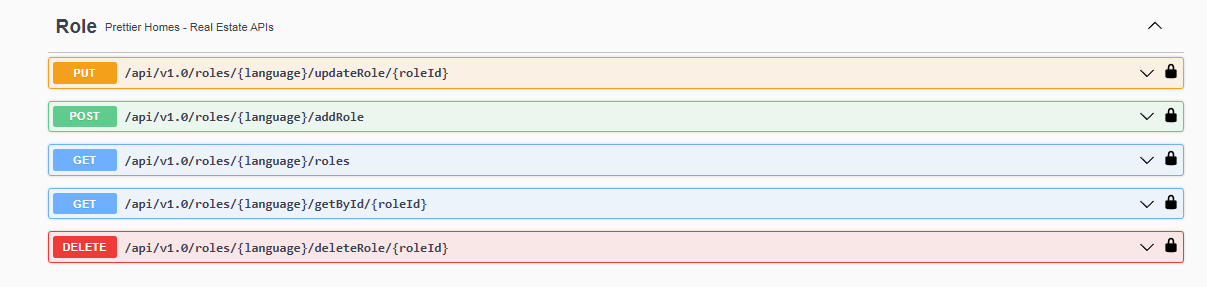 Role Prettier Homes - Real Estate APIs
PUT /api/v1.0/roles/{language}/updateRole/{roleId}
POST /api/v1.0/roles/{language}/addRole
GET /api/v1.0/roles/{language}/roles
GET /api/v1.0/roles/{language}/getById/{roleId}
DELETE /api/v1.0/roles/{language}/deleteRole/{roleId}